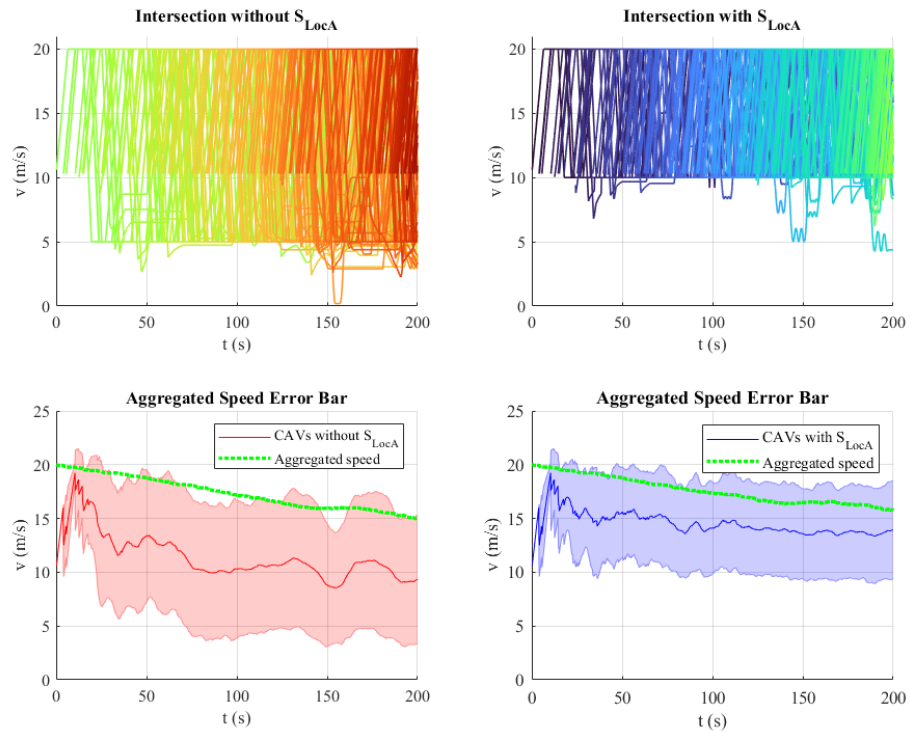 Intersection without S_LocA
20
15
10
5
0
v (m/s)
0 50 100 150 200
t (s)
Intersection with S_LocA
20
15
10
5
0
v (m/s)
0 50 100 150 200
t (s)
Aggregated Speed Error Bar
25
20
15
10
5
0
v (m/s)
CAVs without S_LocA
Aggregated speed
0 50 100 150 200
t (s)
Aggregated Speed Error Bar
25
20
15
10
5
0
v (m/s)
CAVs with S_LocA
Aggregated speed
0 50 100 150 200
t (s)